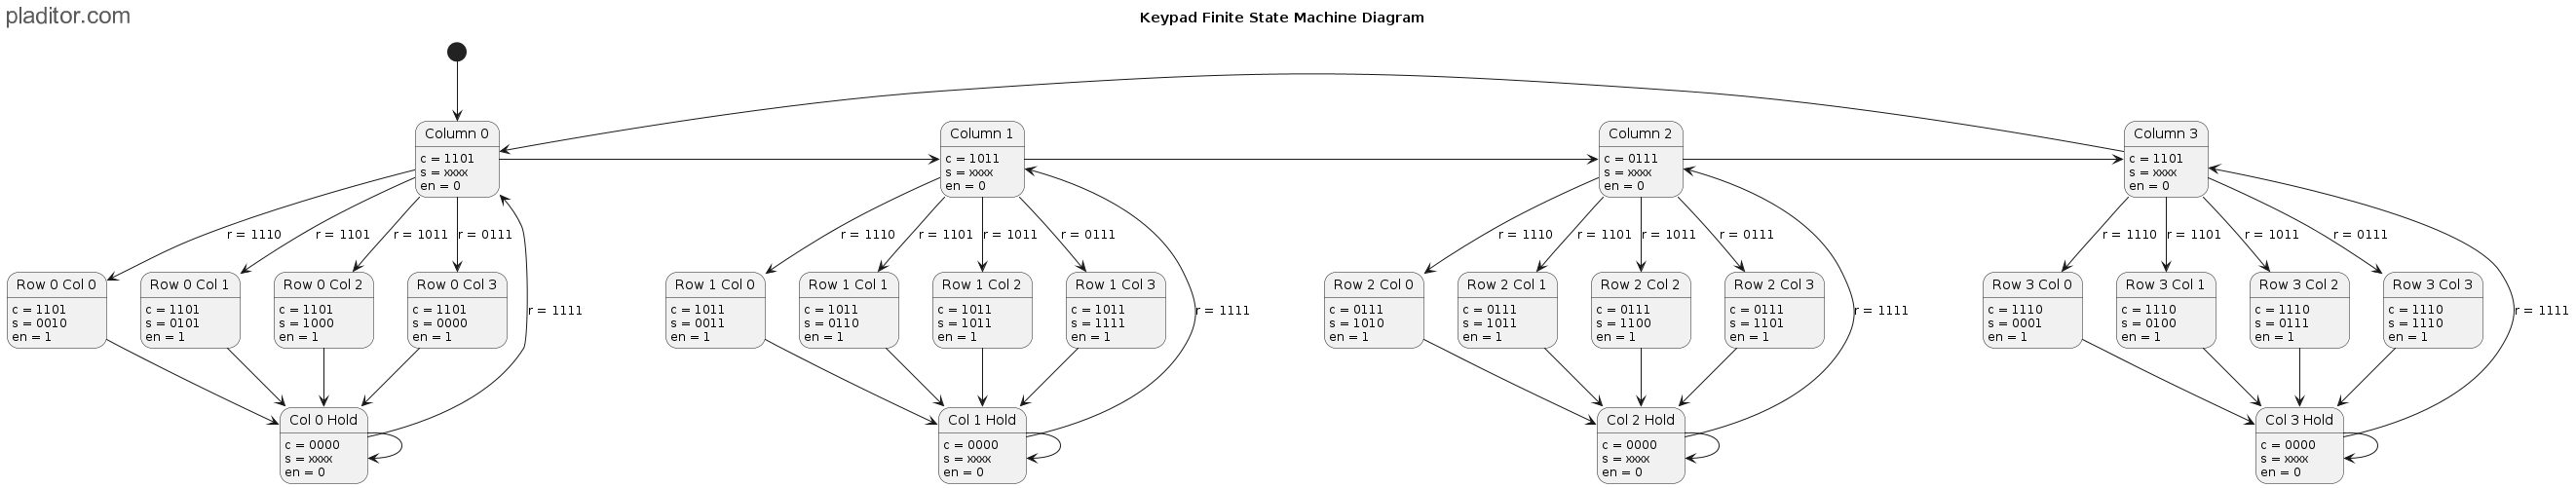 pladitor.com
Keypad Finite State Machine Diagram
Column 0
c = 1101
s = xxxx
en = 0
Column 1
c = 1011
s = xxxx
en = 0
Column 2
c = 0111
s = xxxx
en = 0
Column 3
c = 1101
s = xxxx
en = 0
r = 1110
r = 1101
r = 1011
r = 0111
r = 1110
r = 1101
r = 1011
r = 0111
r = 1110
r = 1101
r = 1011
r = 0111
r = 1110
r = 1101
r = 1011
r = 0111
Row 0 Col 0
c = 1101
s = 0010
en = 1
Row 0 Col 1
c = 1101
s = 0101
en = 1
Row 0 Col 2
c = 1101
s = 1000
en = 1
Row 0 Col 3
c = 1101
s = 0000
en = 1
r = 1111
Row 1 Col 0
c = 1011
s = 0011
en = 1
Row 1 Col 1
c = 1011
s = 0110
en = 1
Row 1 Col 2
c = 1011
s = 1011
en = 1
Row 1 Col 3
c = 1011
s = 1111
en = 1
r = 1111
Row 2 Col 0
c = 0111
s = 1010
en = 1
Row 2 Col 1
c = 0111
s = 1011
en = 1
Row 2 Col 2
c = 0111
s = 1100
en = 1
Row 2 Col 3
c = 0111
s = 1101
en = 1
r = 1111
Row 3 Col 0
c = 1110
s = 0001
en = 1
Row 3 Col 1
c = 1110
s = 0100
en = 1
Row 3 Col 2
c = 1110
s = 0111
en = 1
Row 3 Col 3
c = 1110
s = 1110
en = 1
r = 1111
Col 0 Hold
c = 0000
s = xxxx
en = 0
Col 1 Hold
c = 0000
s = xxxx
en = 0
Col 2 Hold
c = 0000
s = xxxx
en = 0
Col 3 Hold
c = 0000
s = xxxx
en = 0